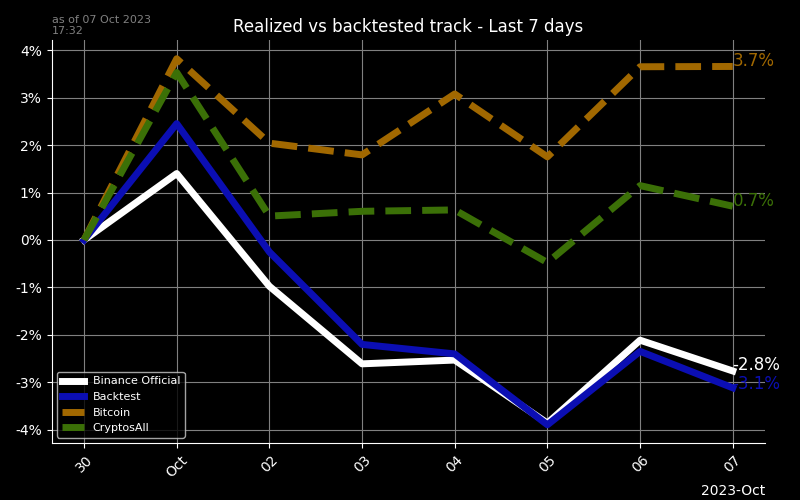 as of 07 Oct 2023
17:32
Realized vs backtested track - Last 7 days
4%
3%
2%
1%
0%
-1%
-2%
-3%
-4%
3.7%
0.7%
-2.8%
-3.1%
Binance Official
Backtest
Bitcoin
CryptosAll
30
Oct
02
03
04
05
06
07
2023-Oct